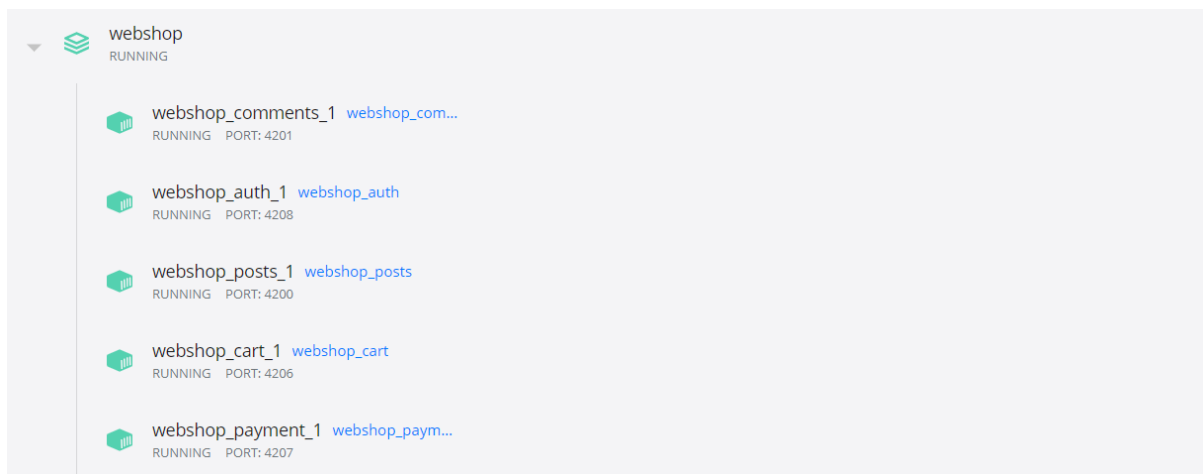 webshop
RUNNING
webshop_comments_1 webshop_com...
RUNNING PORT: 4201
webshop_auth_1 webshop_auth
RUNNING PORT: 4208
webshop_posts_1 webshop_posts
RUNNING PORT: 4200
webshop_cart_1 webshop_cart
RUNNING PORT: 4206
webshop_payment_1 webshop_paym...
RUNNING PORT: 4207